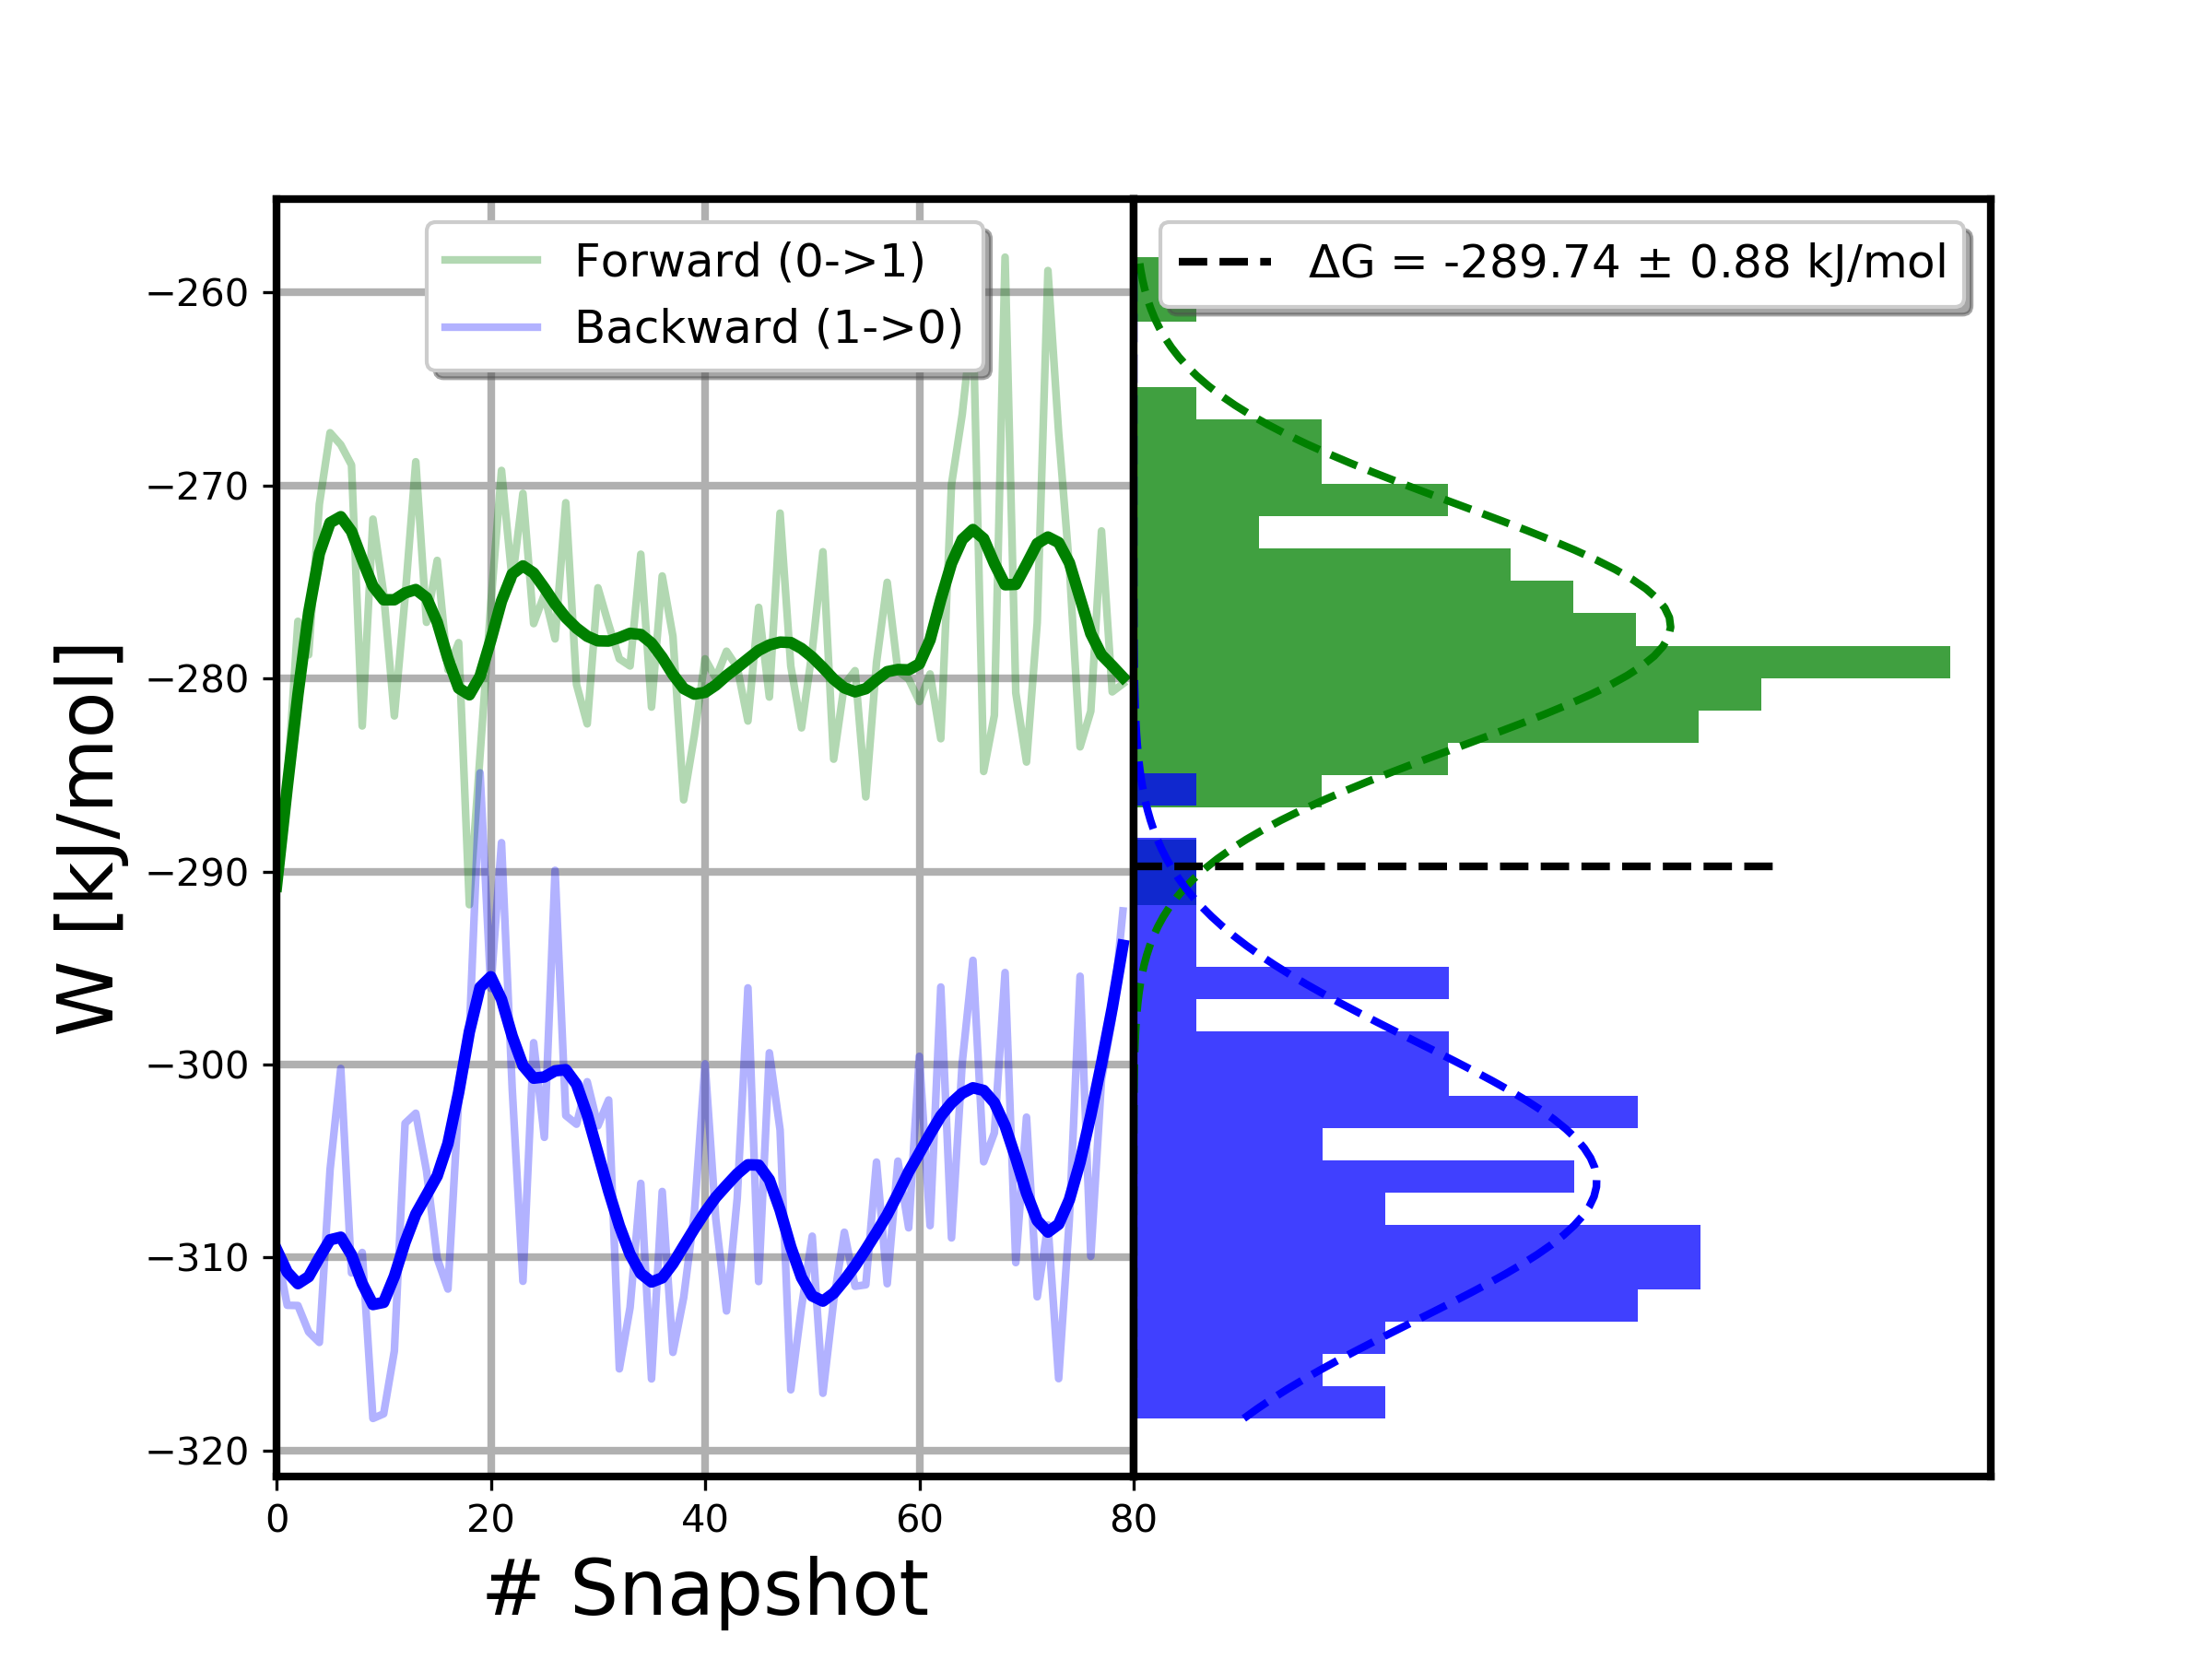 Forward (0->1)
Backward (1->0)
ΔG = -289.74 ± 0.88 kJ/mol
W [kJ/mol]
−260
−270
−280
−290
−300
−310
−320
0 20 40 60 80
# Snapshot